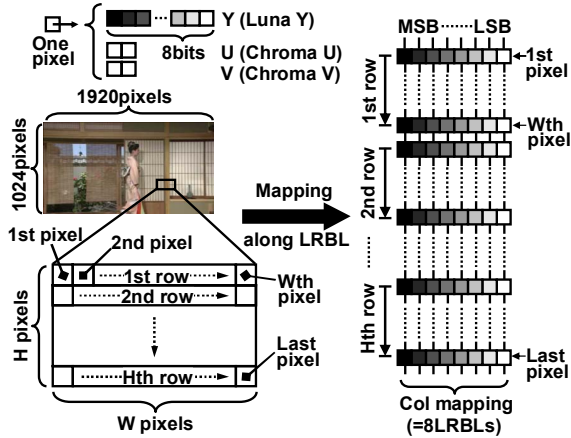 One
pixel
Y (Luna Y)
8bits
U (Chroma U)
V (Chroma V)
1920pixels
1024pixels
1st pixel
2nd pixel
1st row
2nd row
Wth
pixel
H pixels
Hth row
Last
pixel
W pixels
Mapping
along LRBL
MSB ······ LSB
1st
pixel
1st row
Wth
pixel
2nd row
Hth row
Last
pixel
Col mapping
(=8LRBLs)